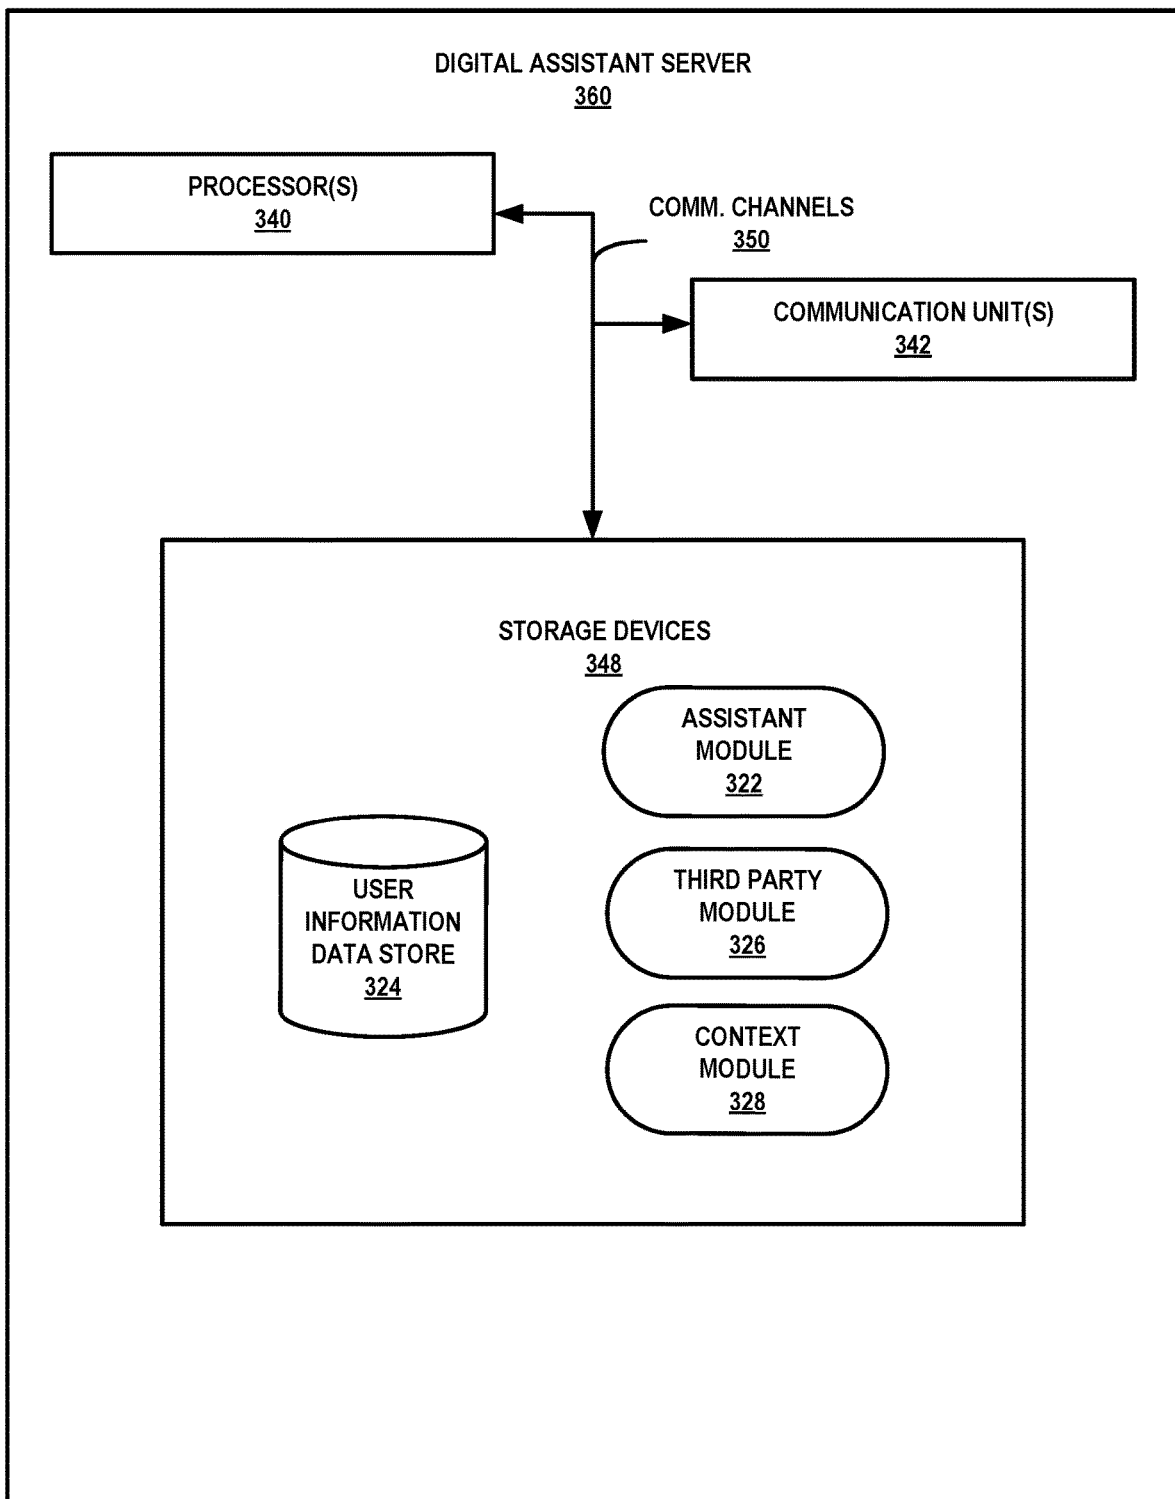 DIGITAL ASSISTANT SERVER
360
PROCESSOR(S)
340
COMM. CHANNELS
350
COMMUNICATION UNIT(S)
342
STORAGE DEVICES
348
ASSISTANT
MODULE
322
USER
INFORMATION
DATA STORE
324
THIRD PARTY
MODULE
326
CONTEXT
MODULE
328